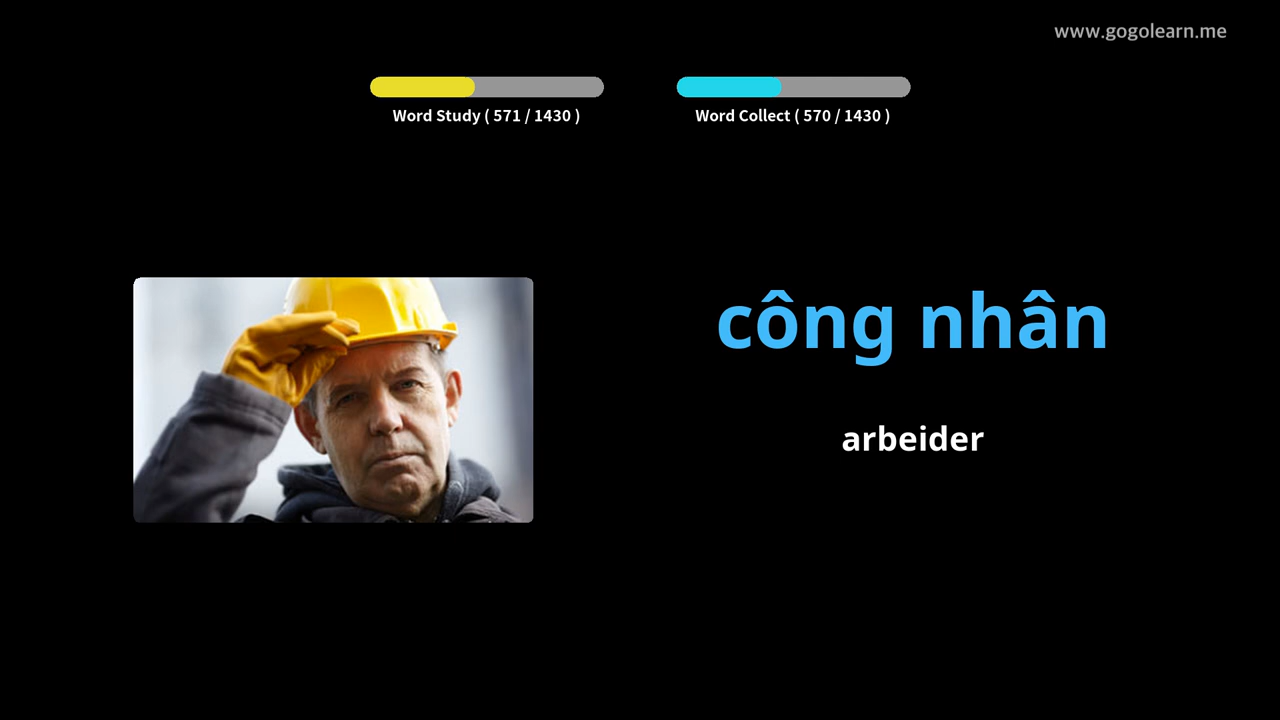 www.gogolearn.me
Word Study ( 571 / 1430 )
Word Collect ( 570 / 1430 )
công nhân
arbeider